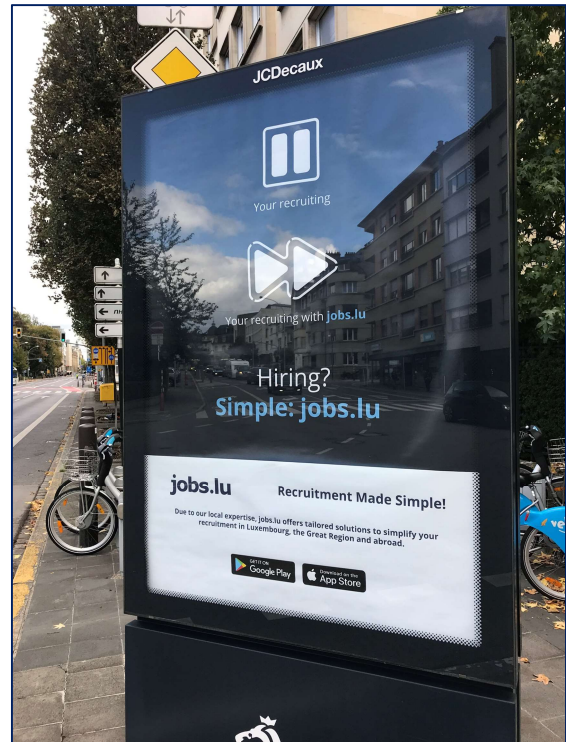 JCDecaux
Your recruiting
Your recruiting with jobs.lu
Hiring?
Simple: jobs.lu
jobs.lu
Recruitment Made Simple!
Due to our local expertise, jobs.lu offers tailored solutions to simplify your
recruitment in Luxembourg, the Great Region and abroad.
GET IT ON
Google Play
Download on the
App Store